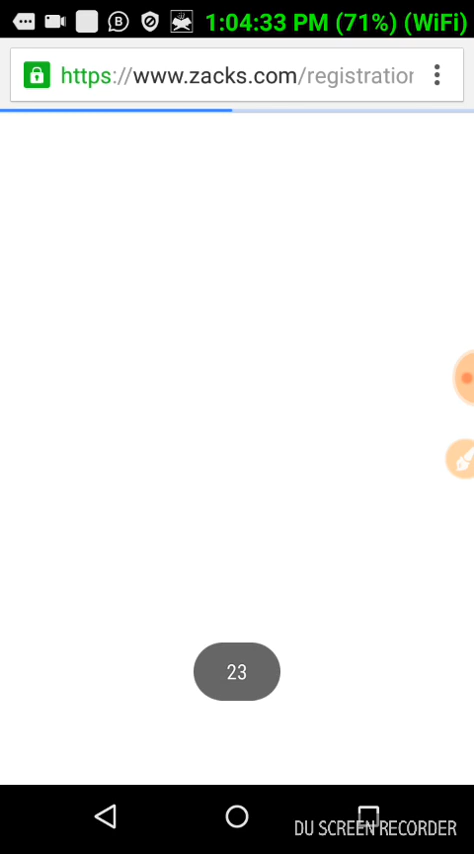 1:04:33 PM (71%) (WiFi)
https://www.zacks.com/registration
23
DU SCREEN RECORDER